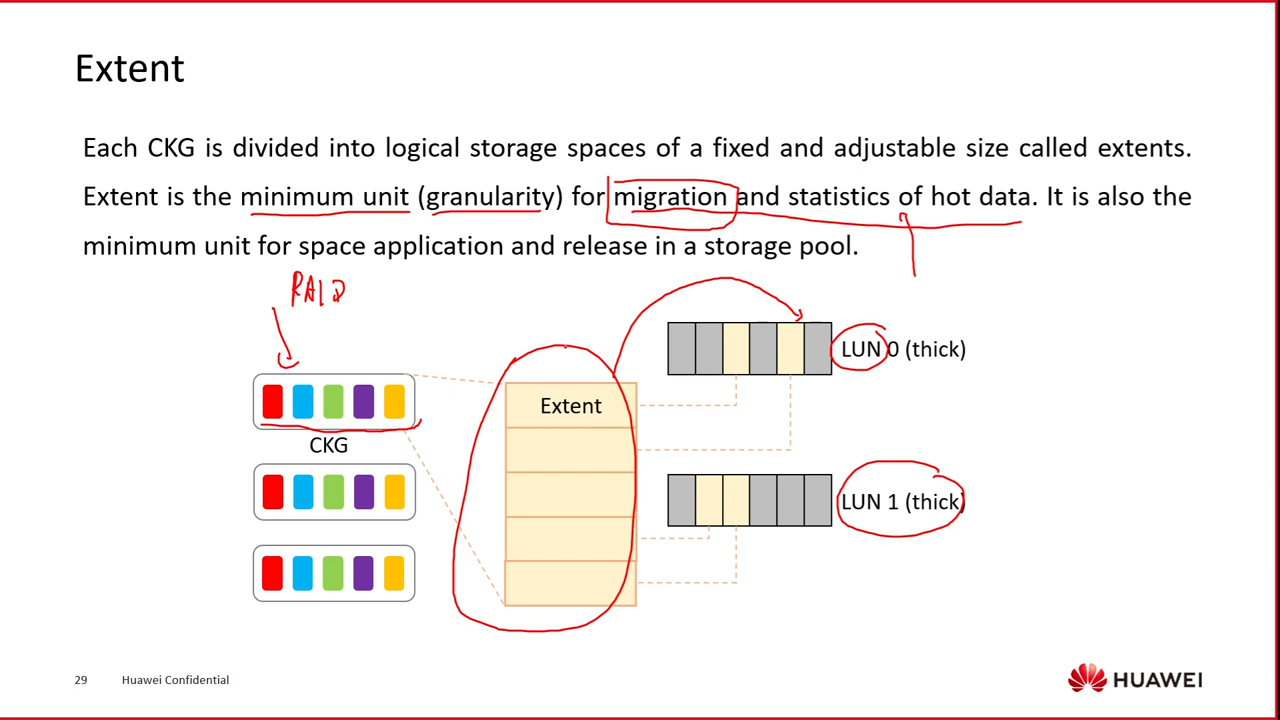 Extent
Each CKG is divided into logical storage spaces of a fixed and adjustable size called extents.
Extent is the minimum unit (granularity) for migration and statistics of hot data. It is also the
minimum unit for space application and release in a storage pool.
RAID
LUN 0 (thick)
Extent
CKG
LUN 1 (thick)
29 Huawei Confidential
HUAWEI